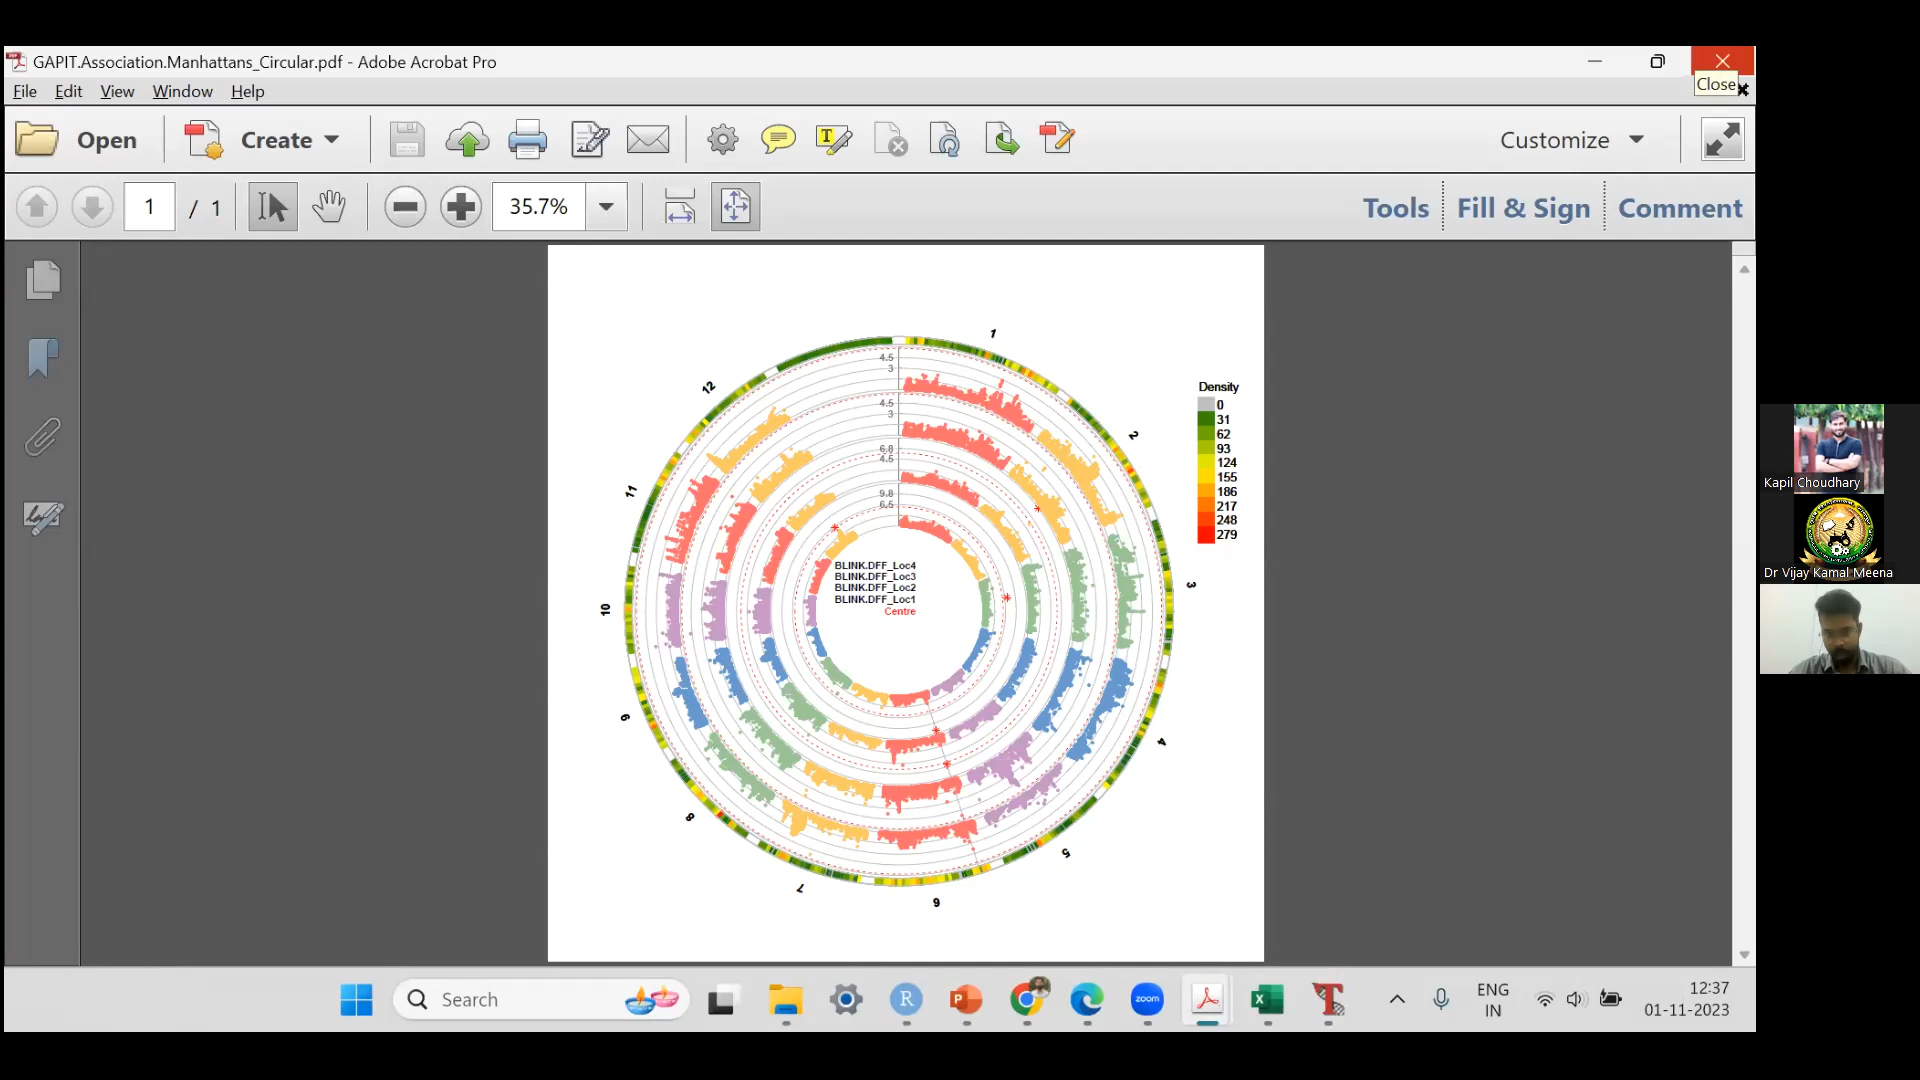 GAPIT.Association.Manhattans_Circular.pdf - Adobe Acrobat Pro
Close
File Edit View Window Help
Open Create Customize
1 / 1 35.7% Tools Fill & Sign Comment
1
2
3
4
5
6
7
8
9
10
11
12
4.5
3
4.5
3
6.8
4.5
9.8
6.5
BLINK.DFF_Loc4
BLINK.DFF_Loc3
BLINK.DFF_Loc2
BLINK.DFF_Loc1
Centre
Density
0
31
62
93
124
155
186
217
248
279
Kapil Choudhary
Dr Vijay Kamal Meena
Search
zoom
ENG
IN
12:37
01-11-2023